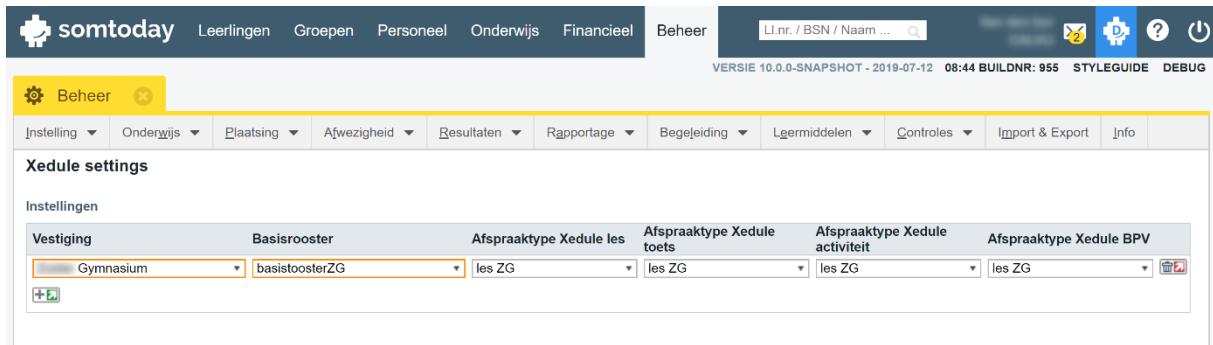 somtoday Leerlingen Groepen Personeel Onderwijs Financieel Beheer Ll.nr. / BSN / Naam ... 2 D ?
VERSIE 10.0.0-SNAPSHOT - 2019-07-12 08:44 BUILDNR: 955 STYLEGUIDE DEBUG
Beheer
Instelling Onderwijs Plaatsing Afwezigheid Resultaten Rapportage Begeleiding Leermiddelen Controles Import & Export Info
Xedule settings
Instellingen
Vestiging Basisrooster Afspraaktype Xedule les Afspraaktype Xedule toets Afspraaktype Xedule activiteit Afspraaktype Xedule BPV
Gymnasium basistoosterZG les ZG les ZG les ZG les ZG